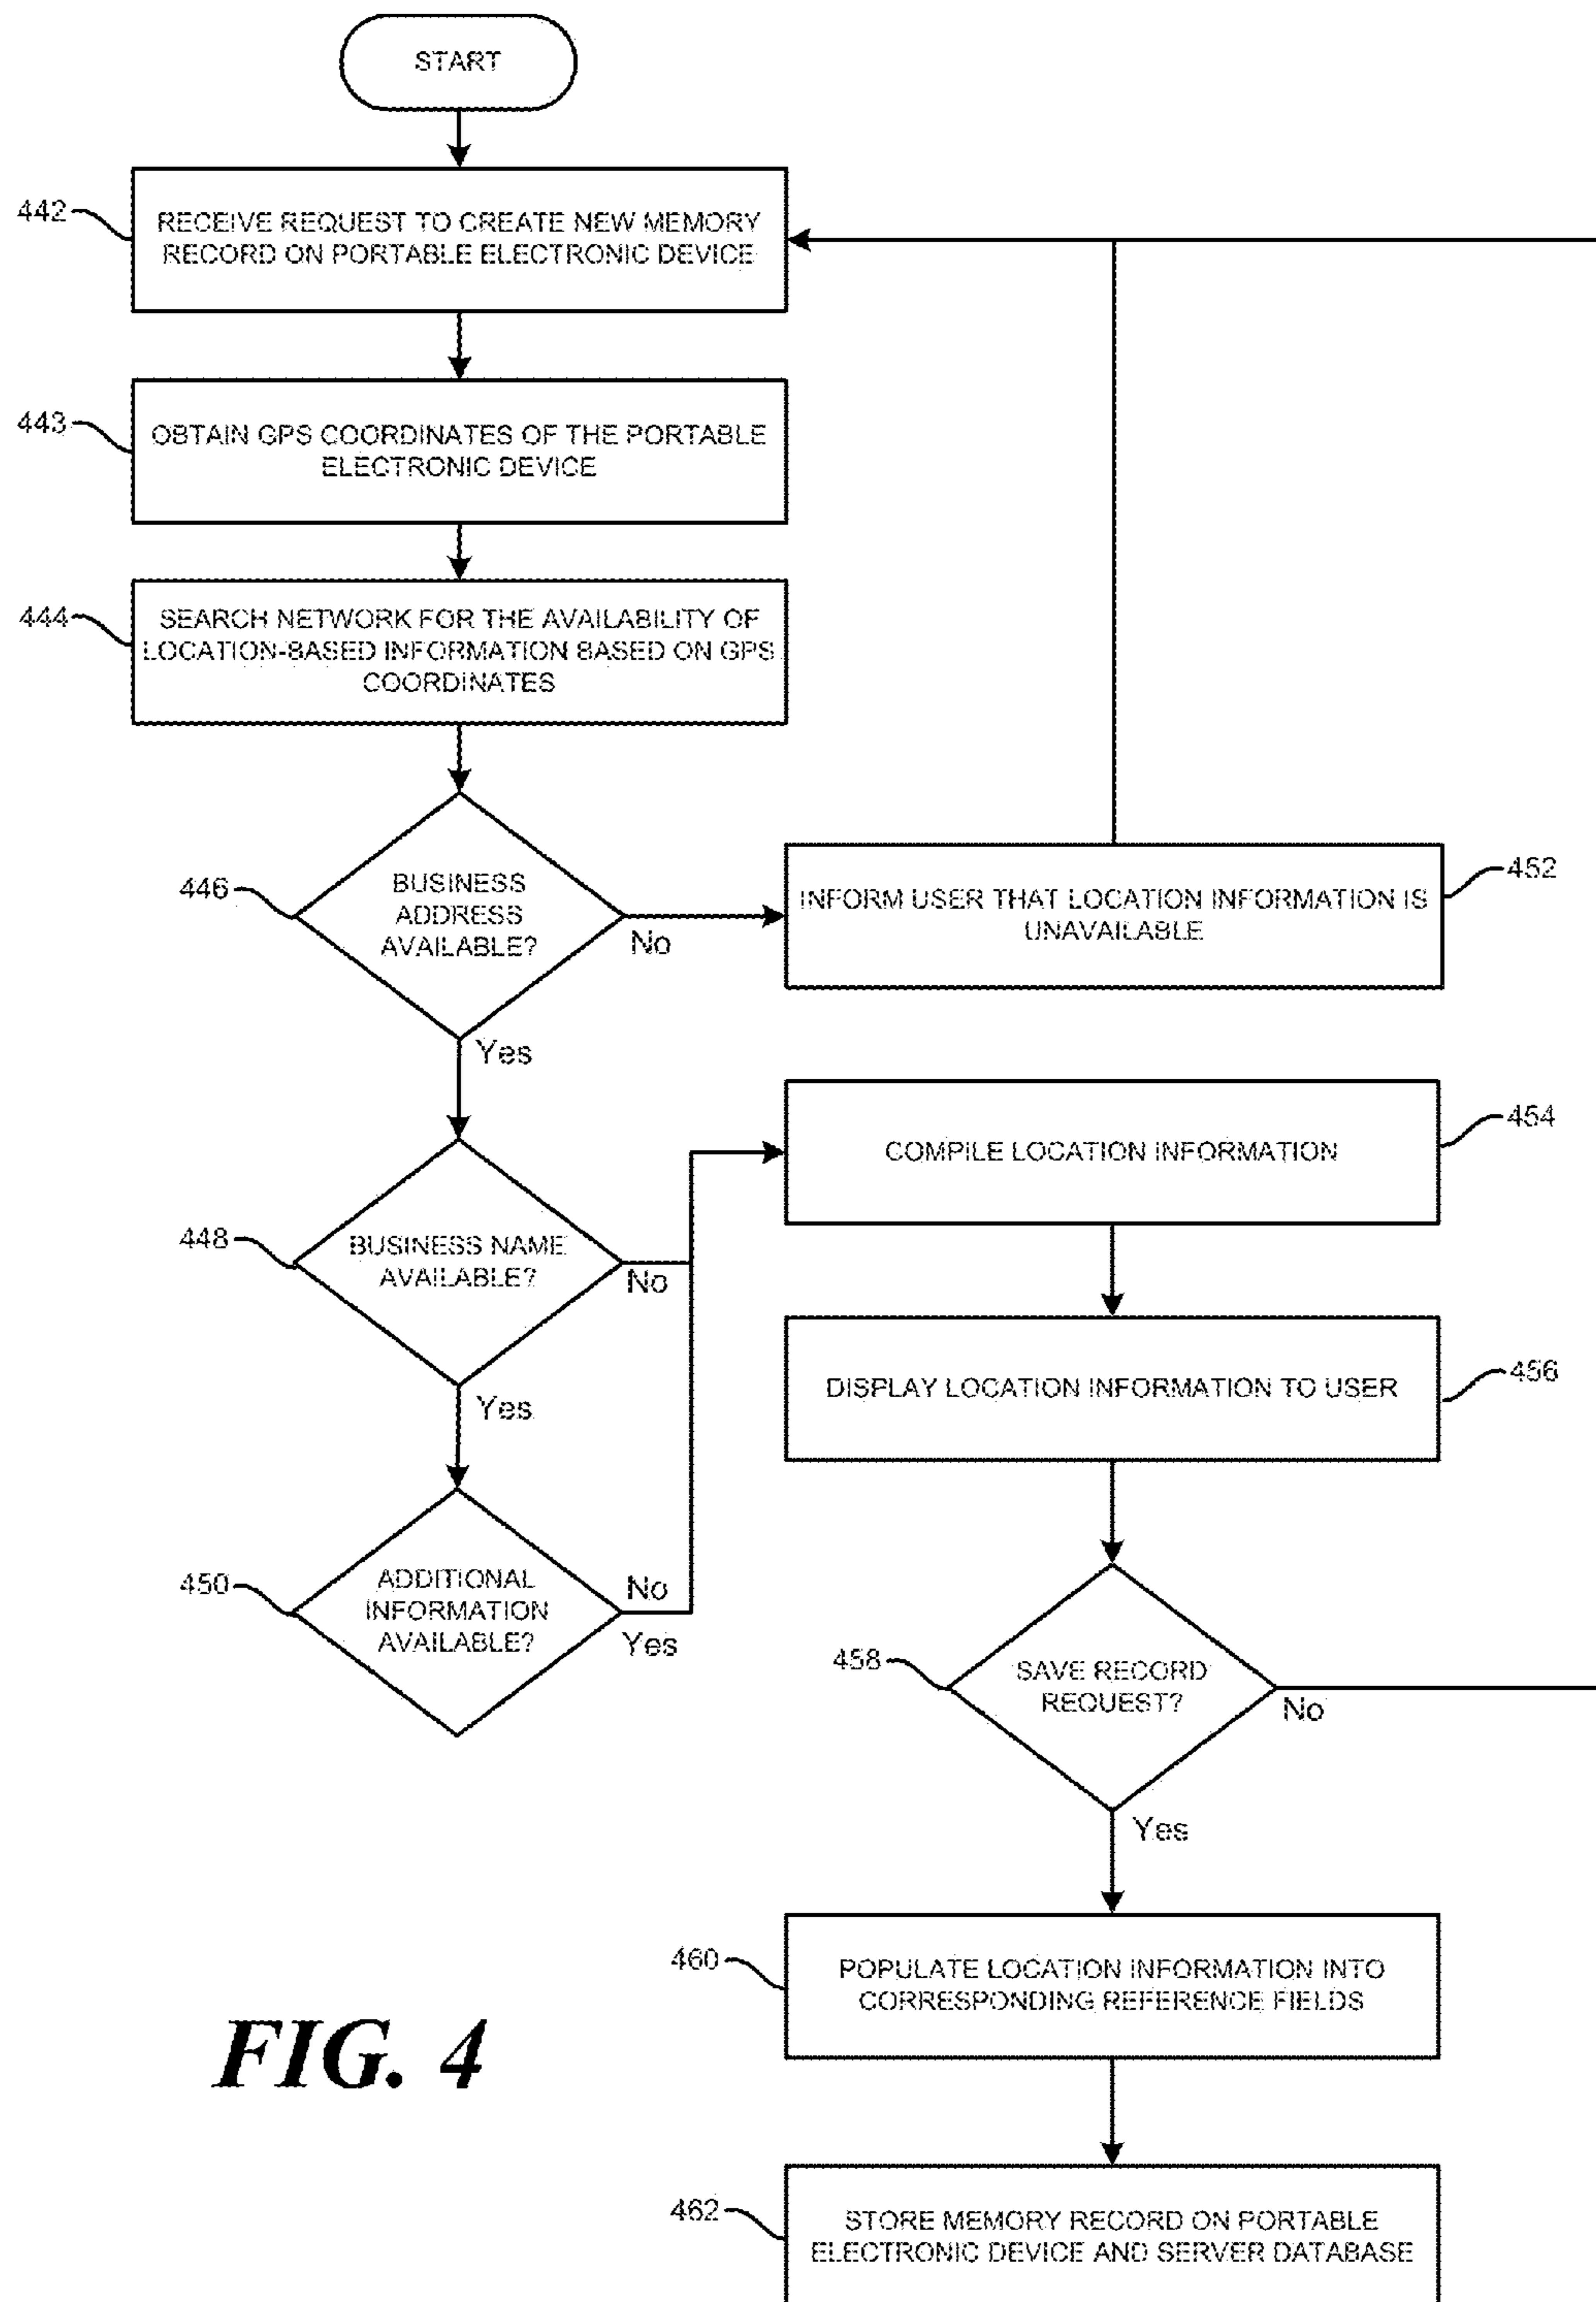 START
442
RECEIVE REQUEST TO CREATE NEW MEMORY
RECORD ON PORTABLE ELECTRONIC DEVICE
443
OBTAIN GPS COORDINATES OF THE PORTABLE
ELECTRONIC DEVICE
444
SEARCH NETWORK FOR THE AVAILABILITY OF
LOCATION-BASED INFORMATION BASED ON GPS
COORDINATES
446
BUSINESS
ADDRESS
AVAILABLE?
No
Yes
452
INFORM USER THAT LOCATION INFORMATION IS
UNAVAILABLE
448
BUSINESS NAME
AVAILABLE?
No
Yes
450
ADDITIONAL
INFORMATION
AVAILABLE?
No
Yes
454
COMPILE LOCATION INFORMATION
456
DISPLAY LOCATION INFORMATION TO USER
458
SAVE RECORD
REQUEST?
No
Yes
460
POPULATE LOCATION INFORMATION INTO
CORRESPONDING REFERENCE FIELDS
462
STORE MEMORY RECORD ON PORTABLE
ELECTRONIC DEVICE AND SERVER DATABASE
FIG. 4